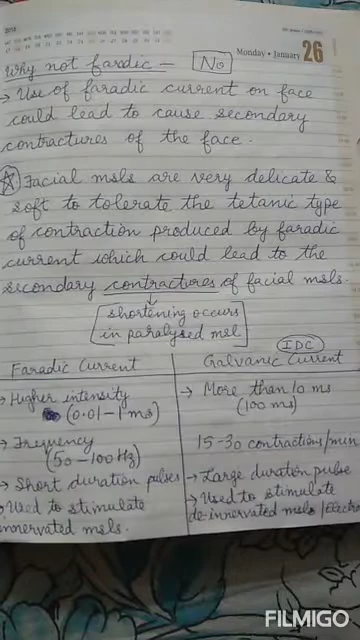 Monday • January 26
Why not faradic — No
→ Use of faradic current on face
could lead to cause secondary
contractures of the face.
Facial msls are very delicate &
soft to tolerate the tetanic type
of contraction produced by faradic
current which could lead to the
secondary contractures of facial msls.
shortening occurs
in paralysed msl
IDC
Faradic Current
Galvanic Current
→ Higher intensity
(0.01 – 1 ms)
→ More than 10 ms
(100 ms)
→ Frequency
(50 – 100 Hz)
15-30 contractions/min
→ Short duration pulses
→ Large duration pulse
→ Used to stimulate
innervated msls.
→ Used to stimulate
de-innervated msls
FILMIGO